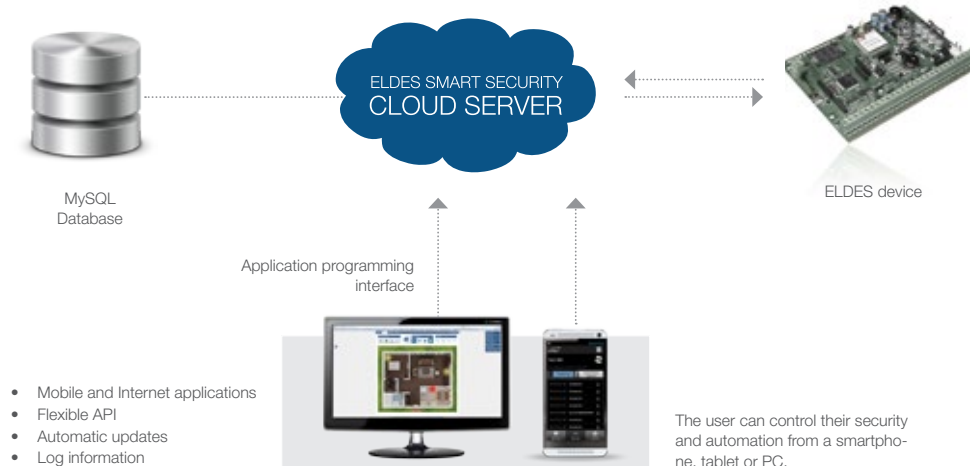 ELDES SMART SECURITY
CLOUD SERVER
MySQL
Database
ELDES device
Application programming
interface
• Mobile and Internet applications
• Flexible API
• Automatic updates
• Log information
The user can control their security
and automation from a smartpho-
ne, tablet or PC.